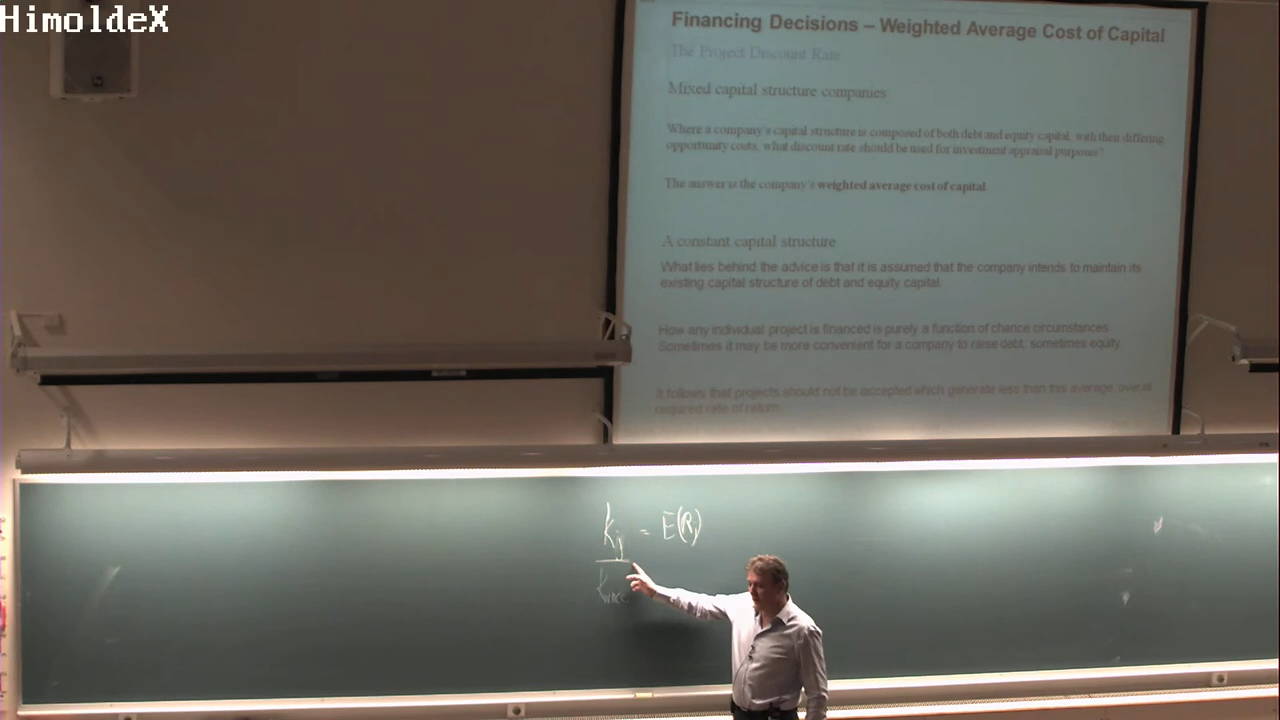 HimoldeX
Financing Decisions – Weighted Average Cost of Capital
The Project Discount Rate
Mixed capital structure companies
Where a company's capital structure is composed of both debt and equity capital, with then differing
opportunity costs, what discount rate should be used for investment appraisal purposes?
The answer is the company's weighted average cost of capital
A constant capital structure
What lies behind the advice is that it is assumed that the company intends to maintain its
existing capital structure of debt and equity capital.
How any individual project is financed is purely a function of chance circumstances.
Sometimes it may be more convenient for a company to raise debt, sometimes equity.
It follows that projects should not be accepted which generate less than this average, overall
required rate of return.
kj = E(Rj)